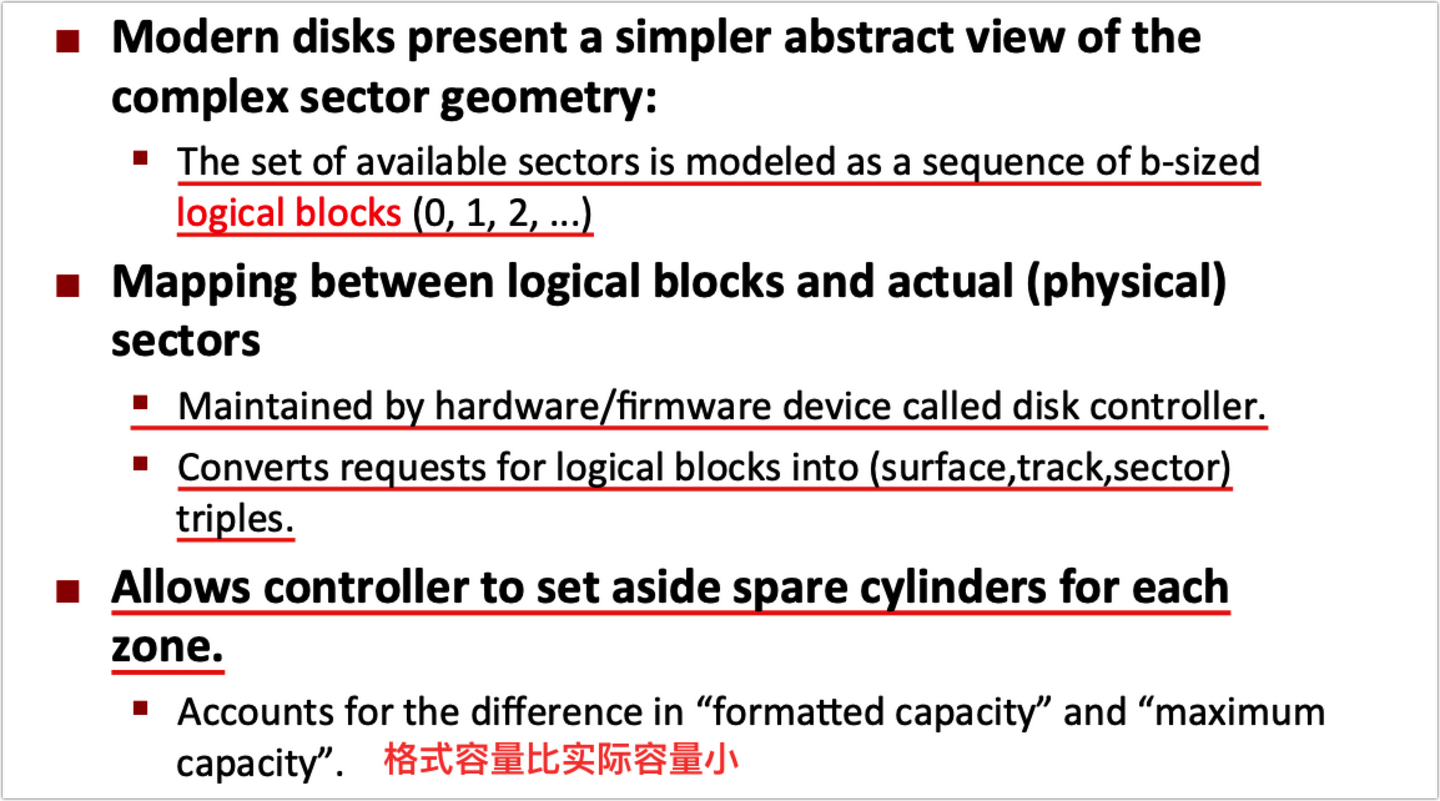 Modern disks present a simpler abstract view of the
complex sector geometry:
The set of available sectors is modeled as a sequence of b-sized
logical blocks (0, 1, 2, ...)
Mapping between logical blocks and actual (physical)
sectors
Maintained by hardware/firmware device called disk controller.
Converts requests for logical blocks into (surface,track,sector)
triples.
Allows controller to set aside spare cylinders for each
zone.
Accounts for the difference in “formatted capacity” and “maximum
capacity”. 格式容量比实际容量小